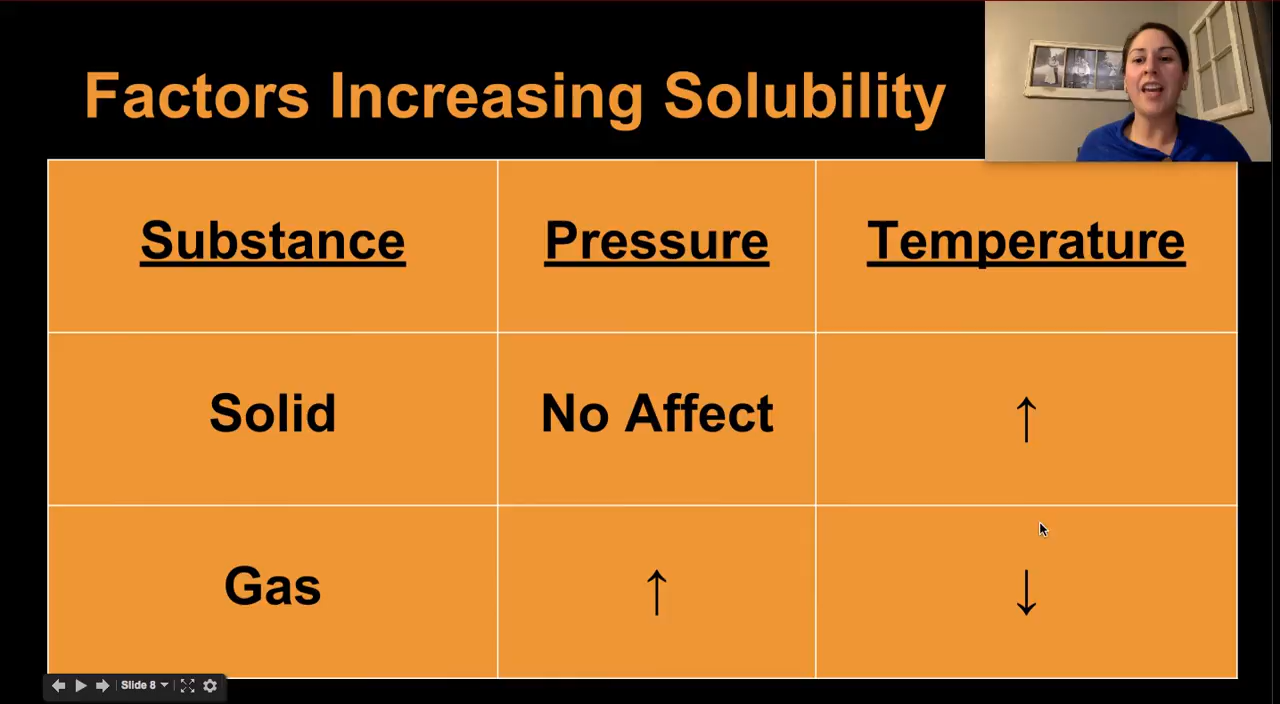 Factors Increasing Solubility
Substance Pressure Temperature
Solid No Affect ↑
Gas ↑ ↓
Slide 8